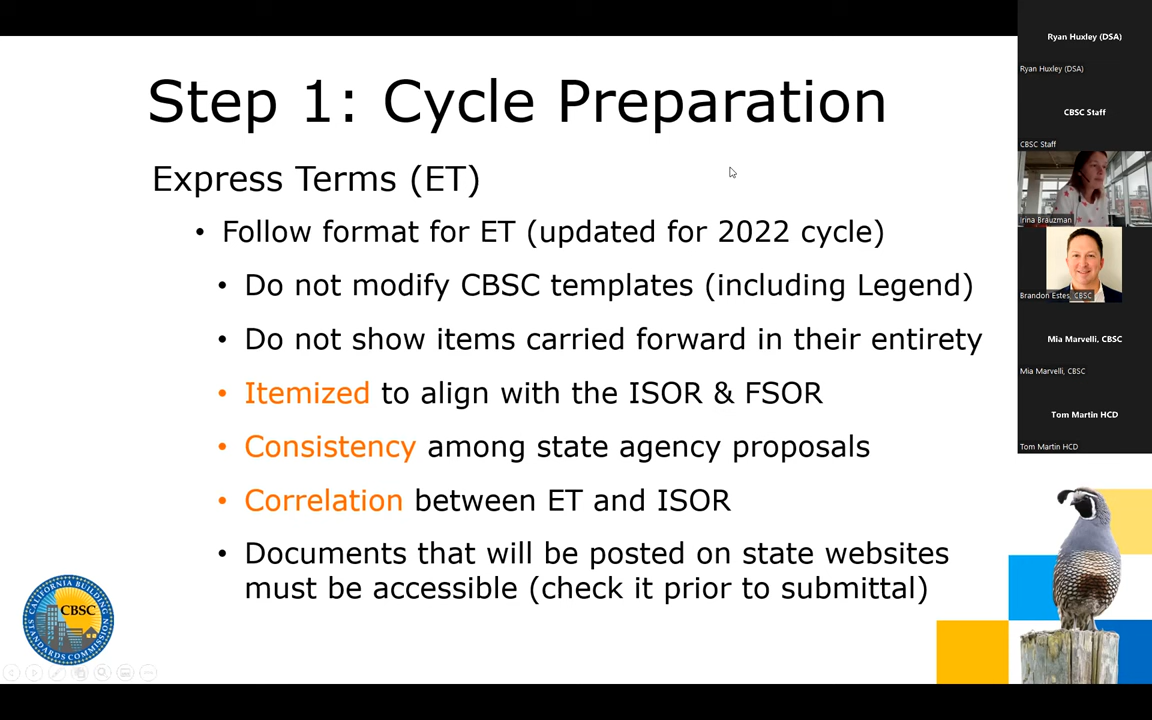 Step 1: Cycle Preparation
Express Terms (ET)
• Follow format for ET (updated for 2022 cycle)
• Do not modify CBSC templates (including Legend)
• Do not show items carried forward in their entirety
• Itemized to align with the ISOR & FSOR
• Consistency among state agency proposals
• Correlation between ET and ISOR
• Documents that will be posted on state websites
must be accessible (check it prior to submittal)
CALIFORNIA BUILDING
CBSC
STANDARDS COMMISSION
Ryan Huxley (DSA)
Ryan Huxley (DSA)
CBSC Staff
CBSC Staff
Irina Brauzman
Brandon Estes, CBSC
Mia Marvelli, CBSC
Mia Marvelli, CBSC
Tom Martin HCD
Tom Martin HCD